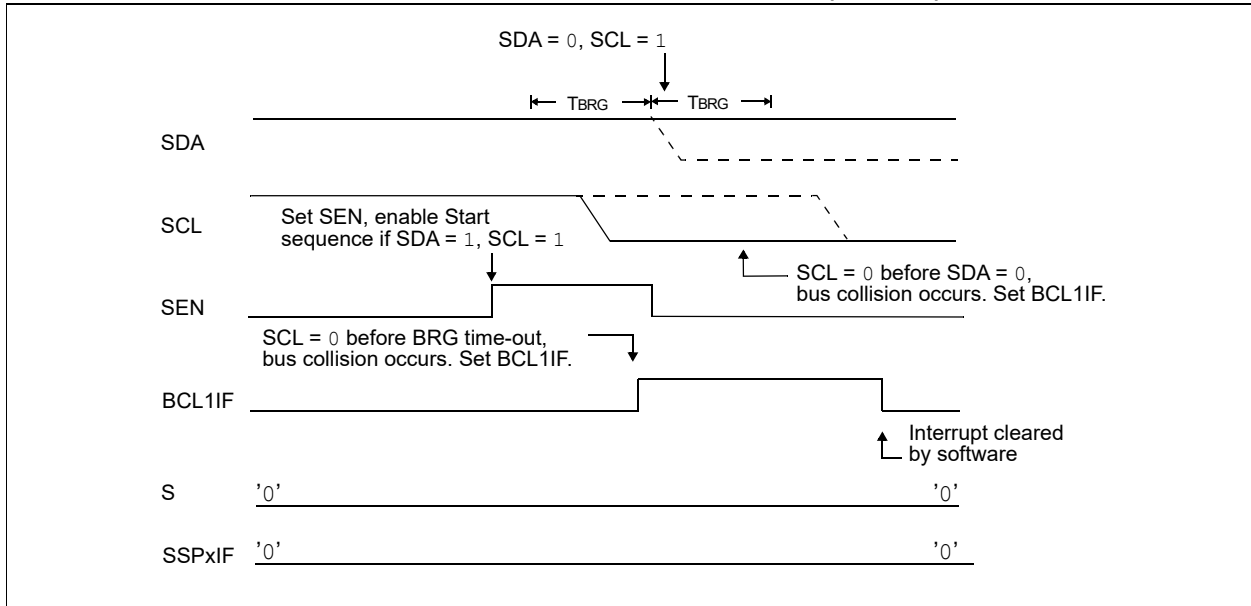 SDA = 0, SCL = 1
TBRG TBRG
SDA
SCL
Set SEN, enable Start
sequence if SDA = 1, SCL = 1
SCL = 0 before SDA = 0,
bus collision occurs. Set BCL1IF.
SEN
SCL = 0 before BRG time-out,
bus collision occurs. Set BCL1IF.
BCL1IF
Interrupt cleared
by software
S '0' '0'
SSPxIF '0' '0'